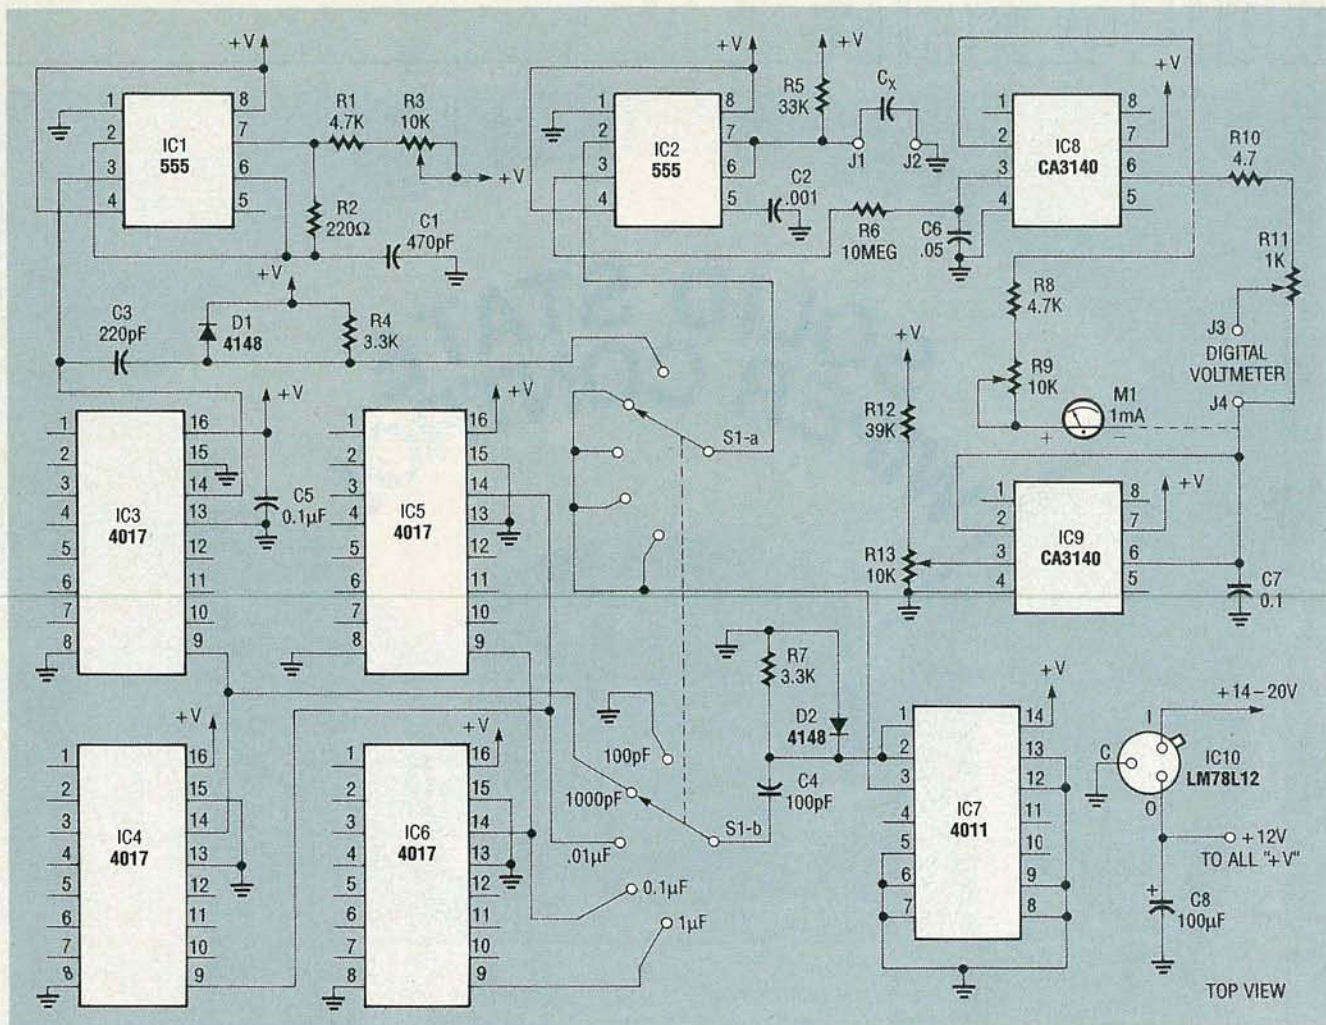 +V
1
2
3
4
IC1
555
8
7
6
5
R1
4.7K
R3
10K
+V
R2
220Ω
C1
470pF
+V
C3
220pF
D1
4148
R4
3.3K
+V
1
2
3
4
IC2
555
8
7
6
5
+V
R5
33K
CX
J1
J2
C2
.001
R6
10MEG
C6
.05
1
2
3
4
IC8
CA3140
8
7
6
5
+V
R10
4.7
R11
1K
J3
DIGITAL
VOLTMETER
J4
R8
4.7K
R9
10K
M1
1mA
+
–
+V
R12
39K
R13
10K
1
2
3
4
IC9
CA3140
8
7
6
5
+V
C7
0.1
1
2
3
4
5
6
7
8
IC3
4017
16
15
14
13
12
11
10
9
+V
C5
0.1µF
1
2
3
4
5
6
7
8
IC5
4017
16
15
14
13
12
11
10
9
+V
S1-a
1
2
3
4
5
6
7
8
IC4
4017
16
15
14
13
12
11
10
9
+V
1
2
3
4
5
6
7
8
IC6
4017
16
15
14
13
12
11
10
9
+V
100pF
1000pF
.01µF
0.1µF
1µF
S1-b
R7
3.3K
D2
4148
C4
100pF
1
2
3
4
5
6
7
IC7
4011
14
13
12
11
10
9
8
+V
+14–20V
I
C
O
IC10
LM78L12
+12V
TO ALL "+V"
+
C8
100µF
TOP VIEW